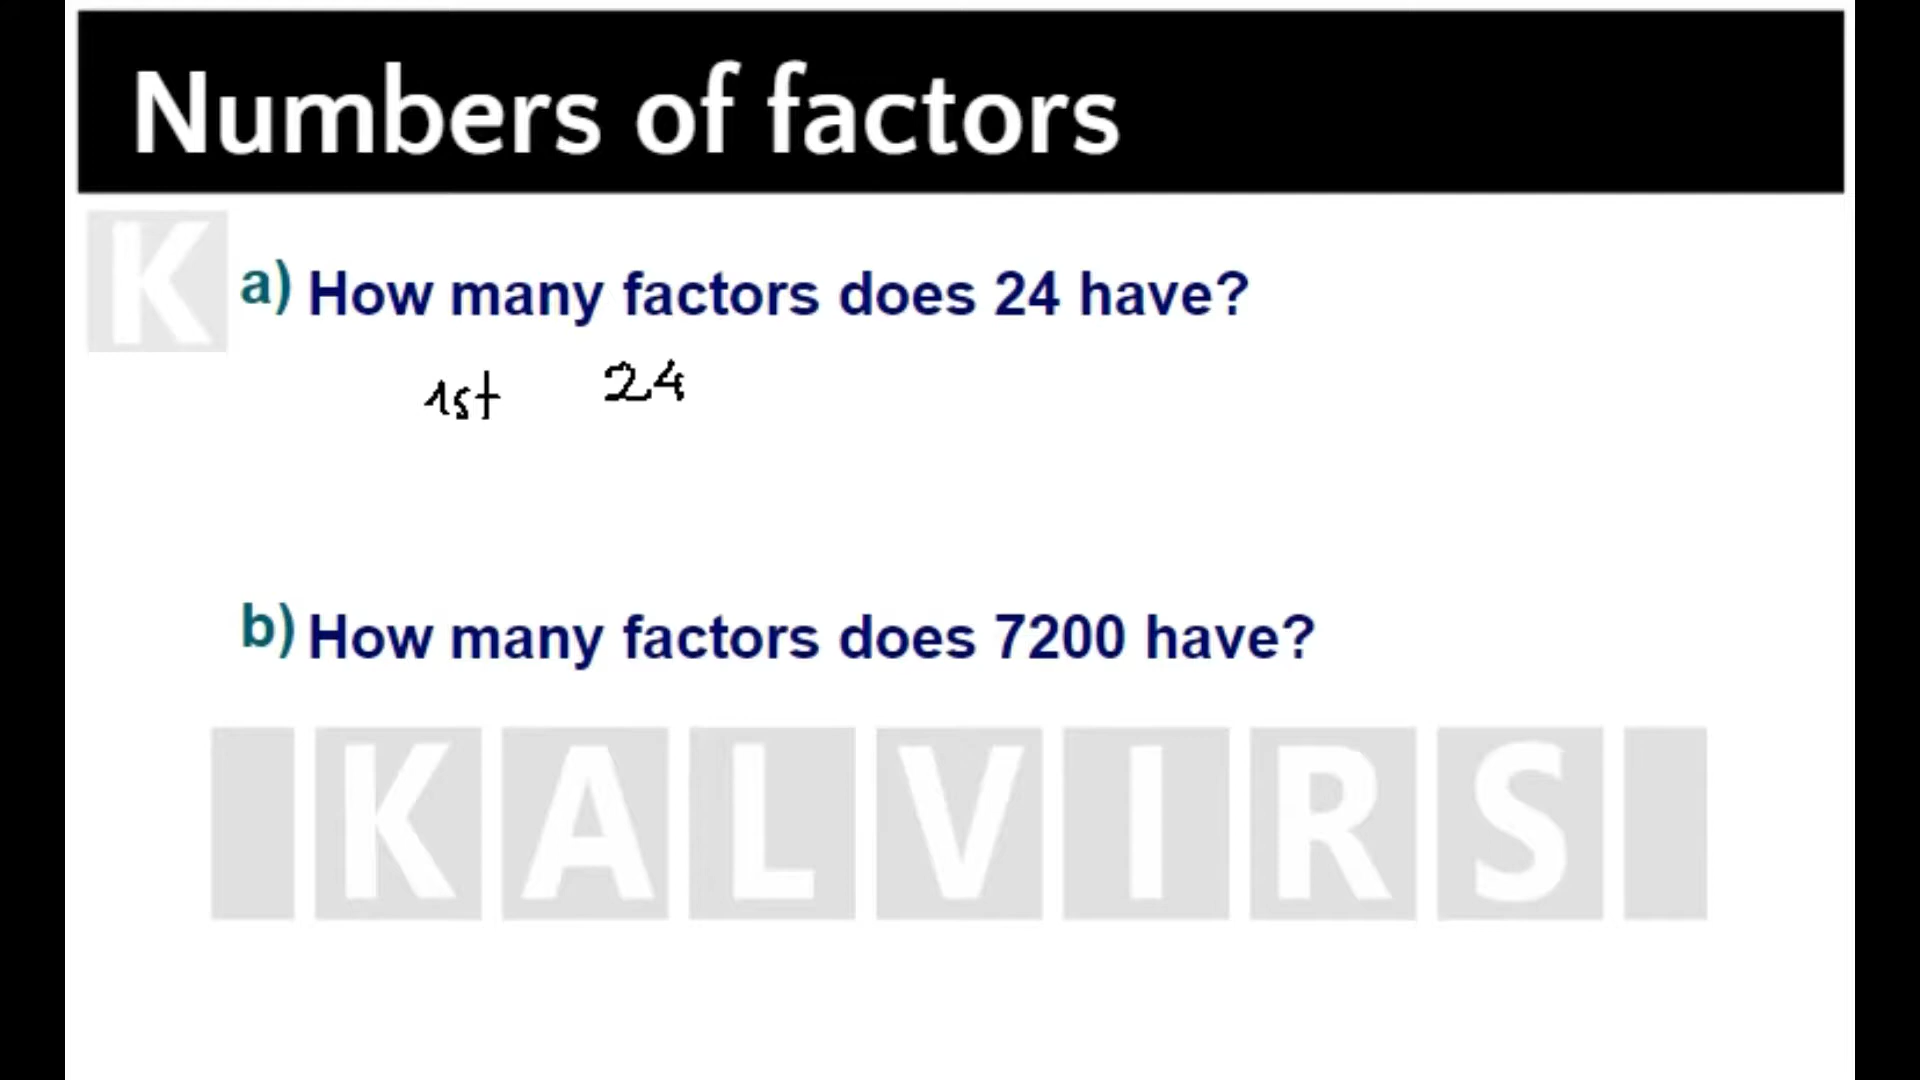 Numbers of factors
K
a) How many factors does 24 have?
1st 24
b) How many factors does 7200 have?
KALVIRS